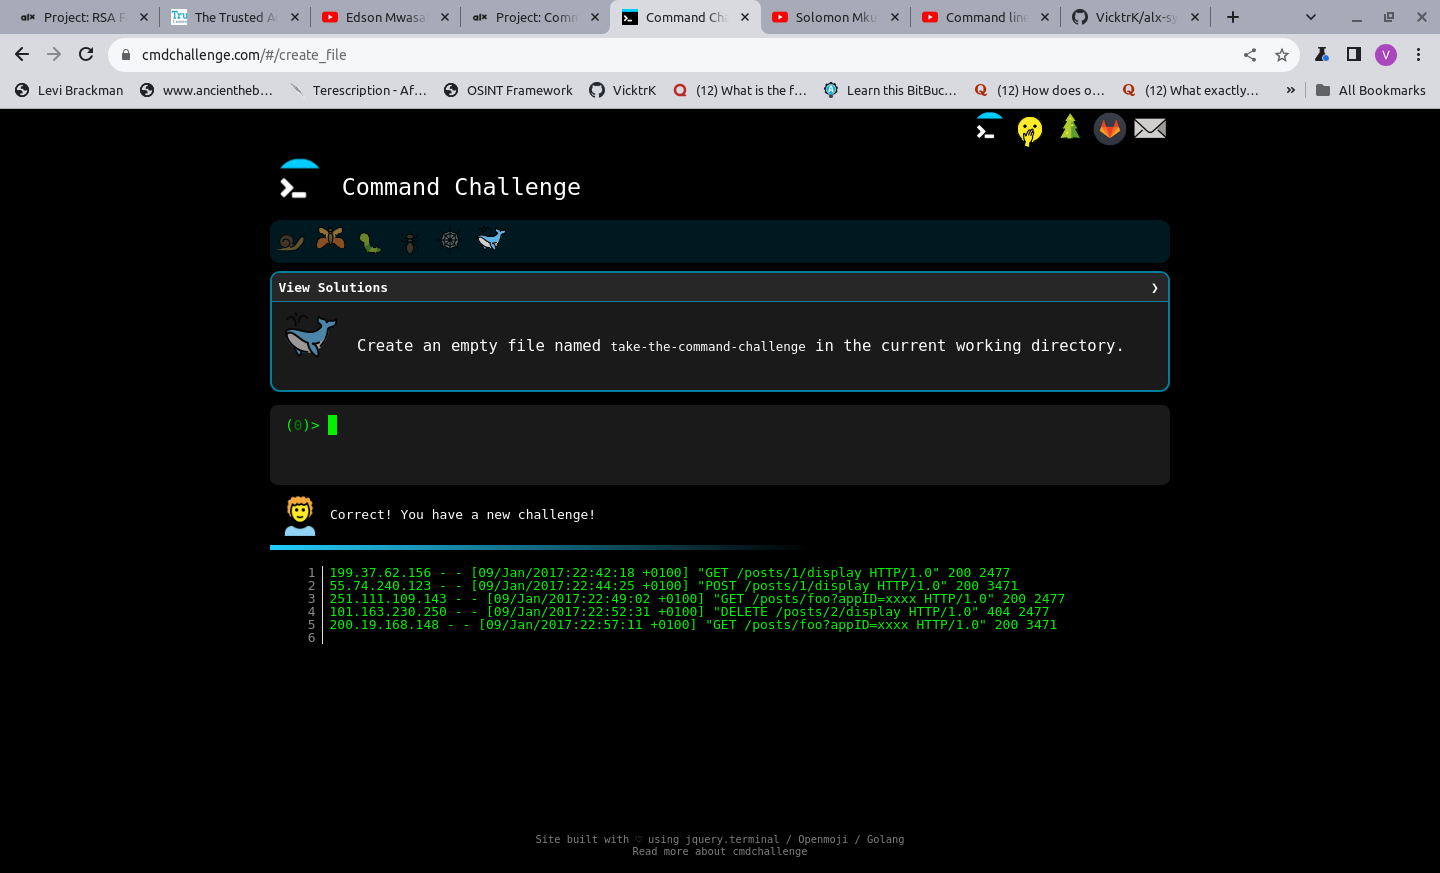 Project: RSA F
The Trusted A
Edson Mwasa
Project: Comm
Command Cha
Solomon Mku
Command line
VicktrK/alx-sy
cmdchallenge.com/#/create_file
V
Levi Brackman
www.ancientheb…
Terescription - Af…
OSINT Framework
VicktrK
(12) What is the f…
Learn this BitBuc…
(12) How does o…
(12) What exactly…
»
All Bookmarks
Command Challenge
View Solutions ❯
Create an empty file named take-the-command-challenge in the current working directory.
(0)>
Correct! You have a new challenge!
1 199.37.62.156 - - [09/Jan/2017:22:42:18 +0100] "GET /posts/1/display HTTP/1.0" 200 2477
2 55.74.240.123 - - [09/Jan/2017:22:44:25 +0100] "POST /posts/1/display HTTP/1.0" 200 3471
3 251.111.109.143 - - [09/Jan/2017:22:49:02 +0100] "GET /posts/foo?appID=xxxx HTTP/1.0" 200 2477
4 101.163.230.250 - - [09/Jan/2017:22:52:31 +0100] "DELETE /posts/2/display HTTP/1.0" 404 2477
5 200.19.168.148 - - [09/Jan/2017:22:57:11 +0100] "GET /posts/foo?appID=xxxx HTTP/1.0" 200 3471
6
Site built with ♡ using jquery.terminal / Openmoji / Golang
Read more about cmdchallenge